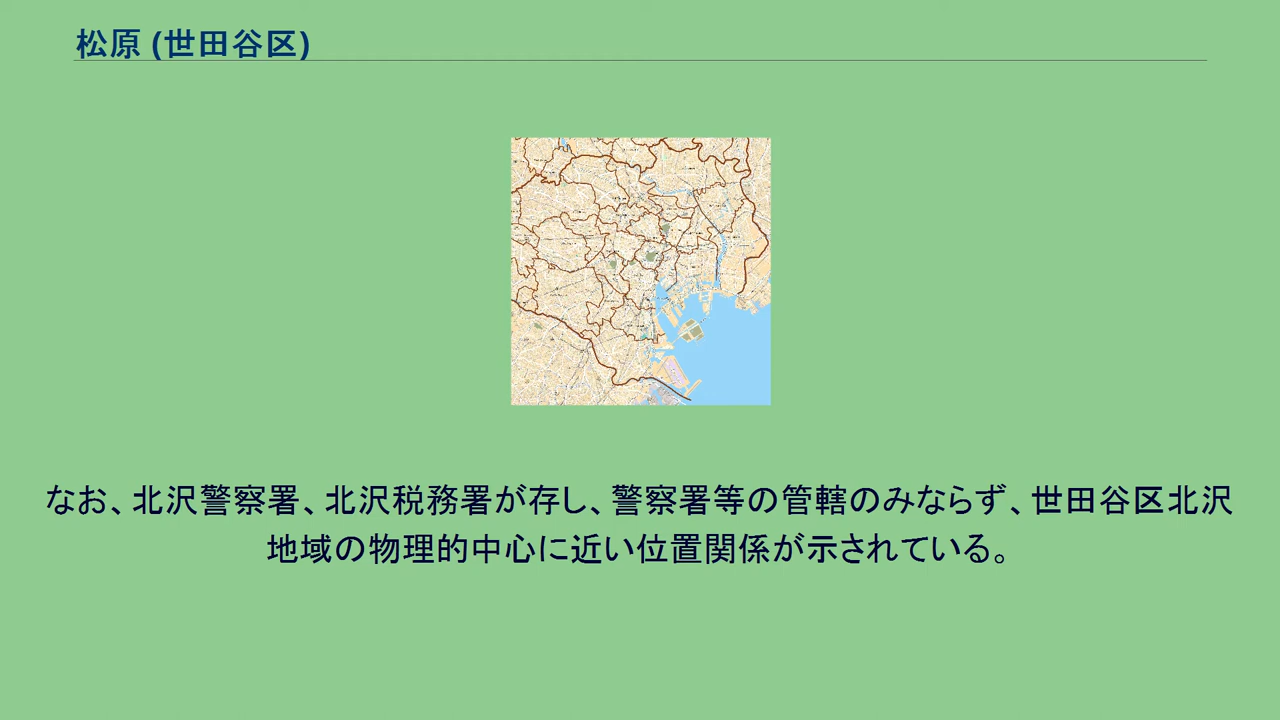 松原 (世田谷区)
なお、北沢警察署、北沢税務署が存し、警察署等の管轄のみならず、世田谷区北沢
地域の物理的中心に近い位置関係が示されている。